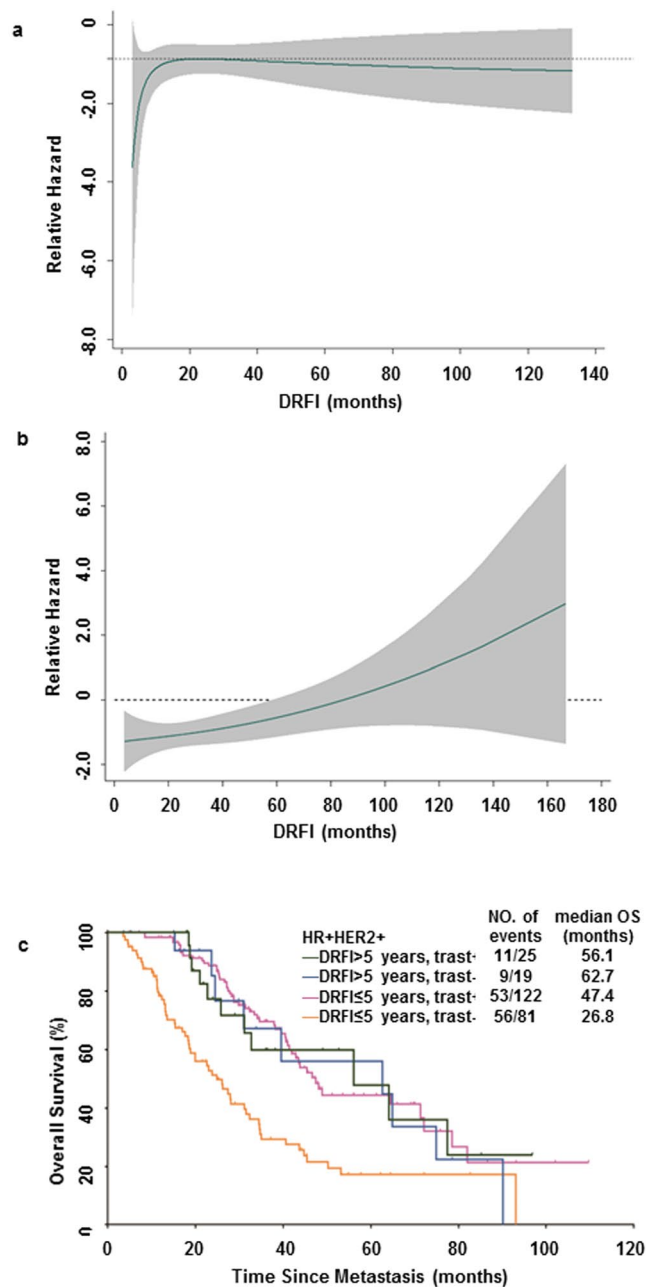 a
Relative Hazard
0
-2.0
-4.0
-6.0
-8.0
0 20 40 60 80 100 120 140
DRFI (months)
b
Relative Hazard
8.0
6.0
4.0
2.0
0
-2.0
0 20 40 60 80 100 120 140 160 180
DRFI (months)
c
HR+HER2+ NO. of events median OS (months)
DRFI>5 years, trast- 11/25 56.1
DRFI>5 years, trast- 9/19 62.7
DRFI≤5 years, trast- 53/122 47.4
DRFI≤5 years, trast- 56/81 26.8
Overall Survival (%)
100
80
60
40
20
0
0 20 40 60 80 100 120
Time Since Metastasis (months)